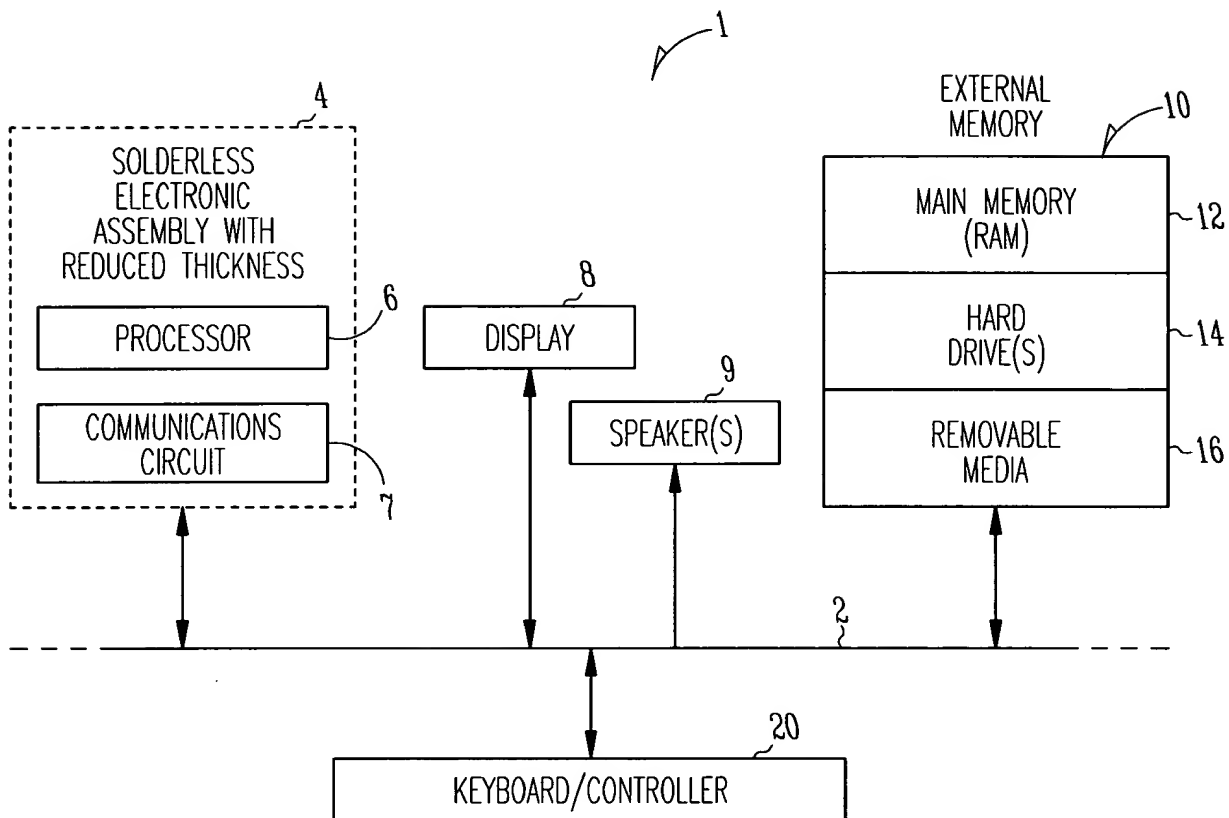 1
4
SOLDERLESS
ELECTRONIC
ASSEMBLY WITH
REDUCED THICKNESS
6
PROCESSOR
COMMUNICATIONS
CIRCUIT
7
8
DISPLAY
9
SPEAKER(S)
EXTERNAL
MEMORY
10
MAIN MEMORY
(RAM)
12
HARD
DRIVE(S)
14
REMOVABLE
MEDIA
16
2
20
KEYBOARD/CONTROLLER